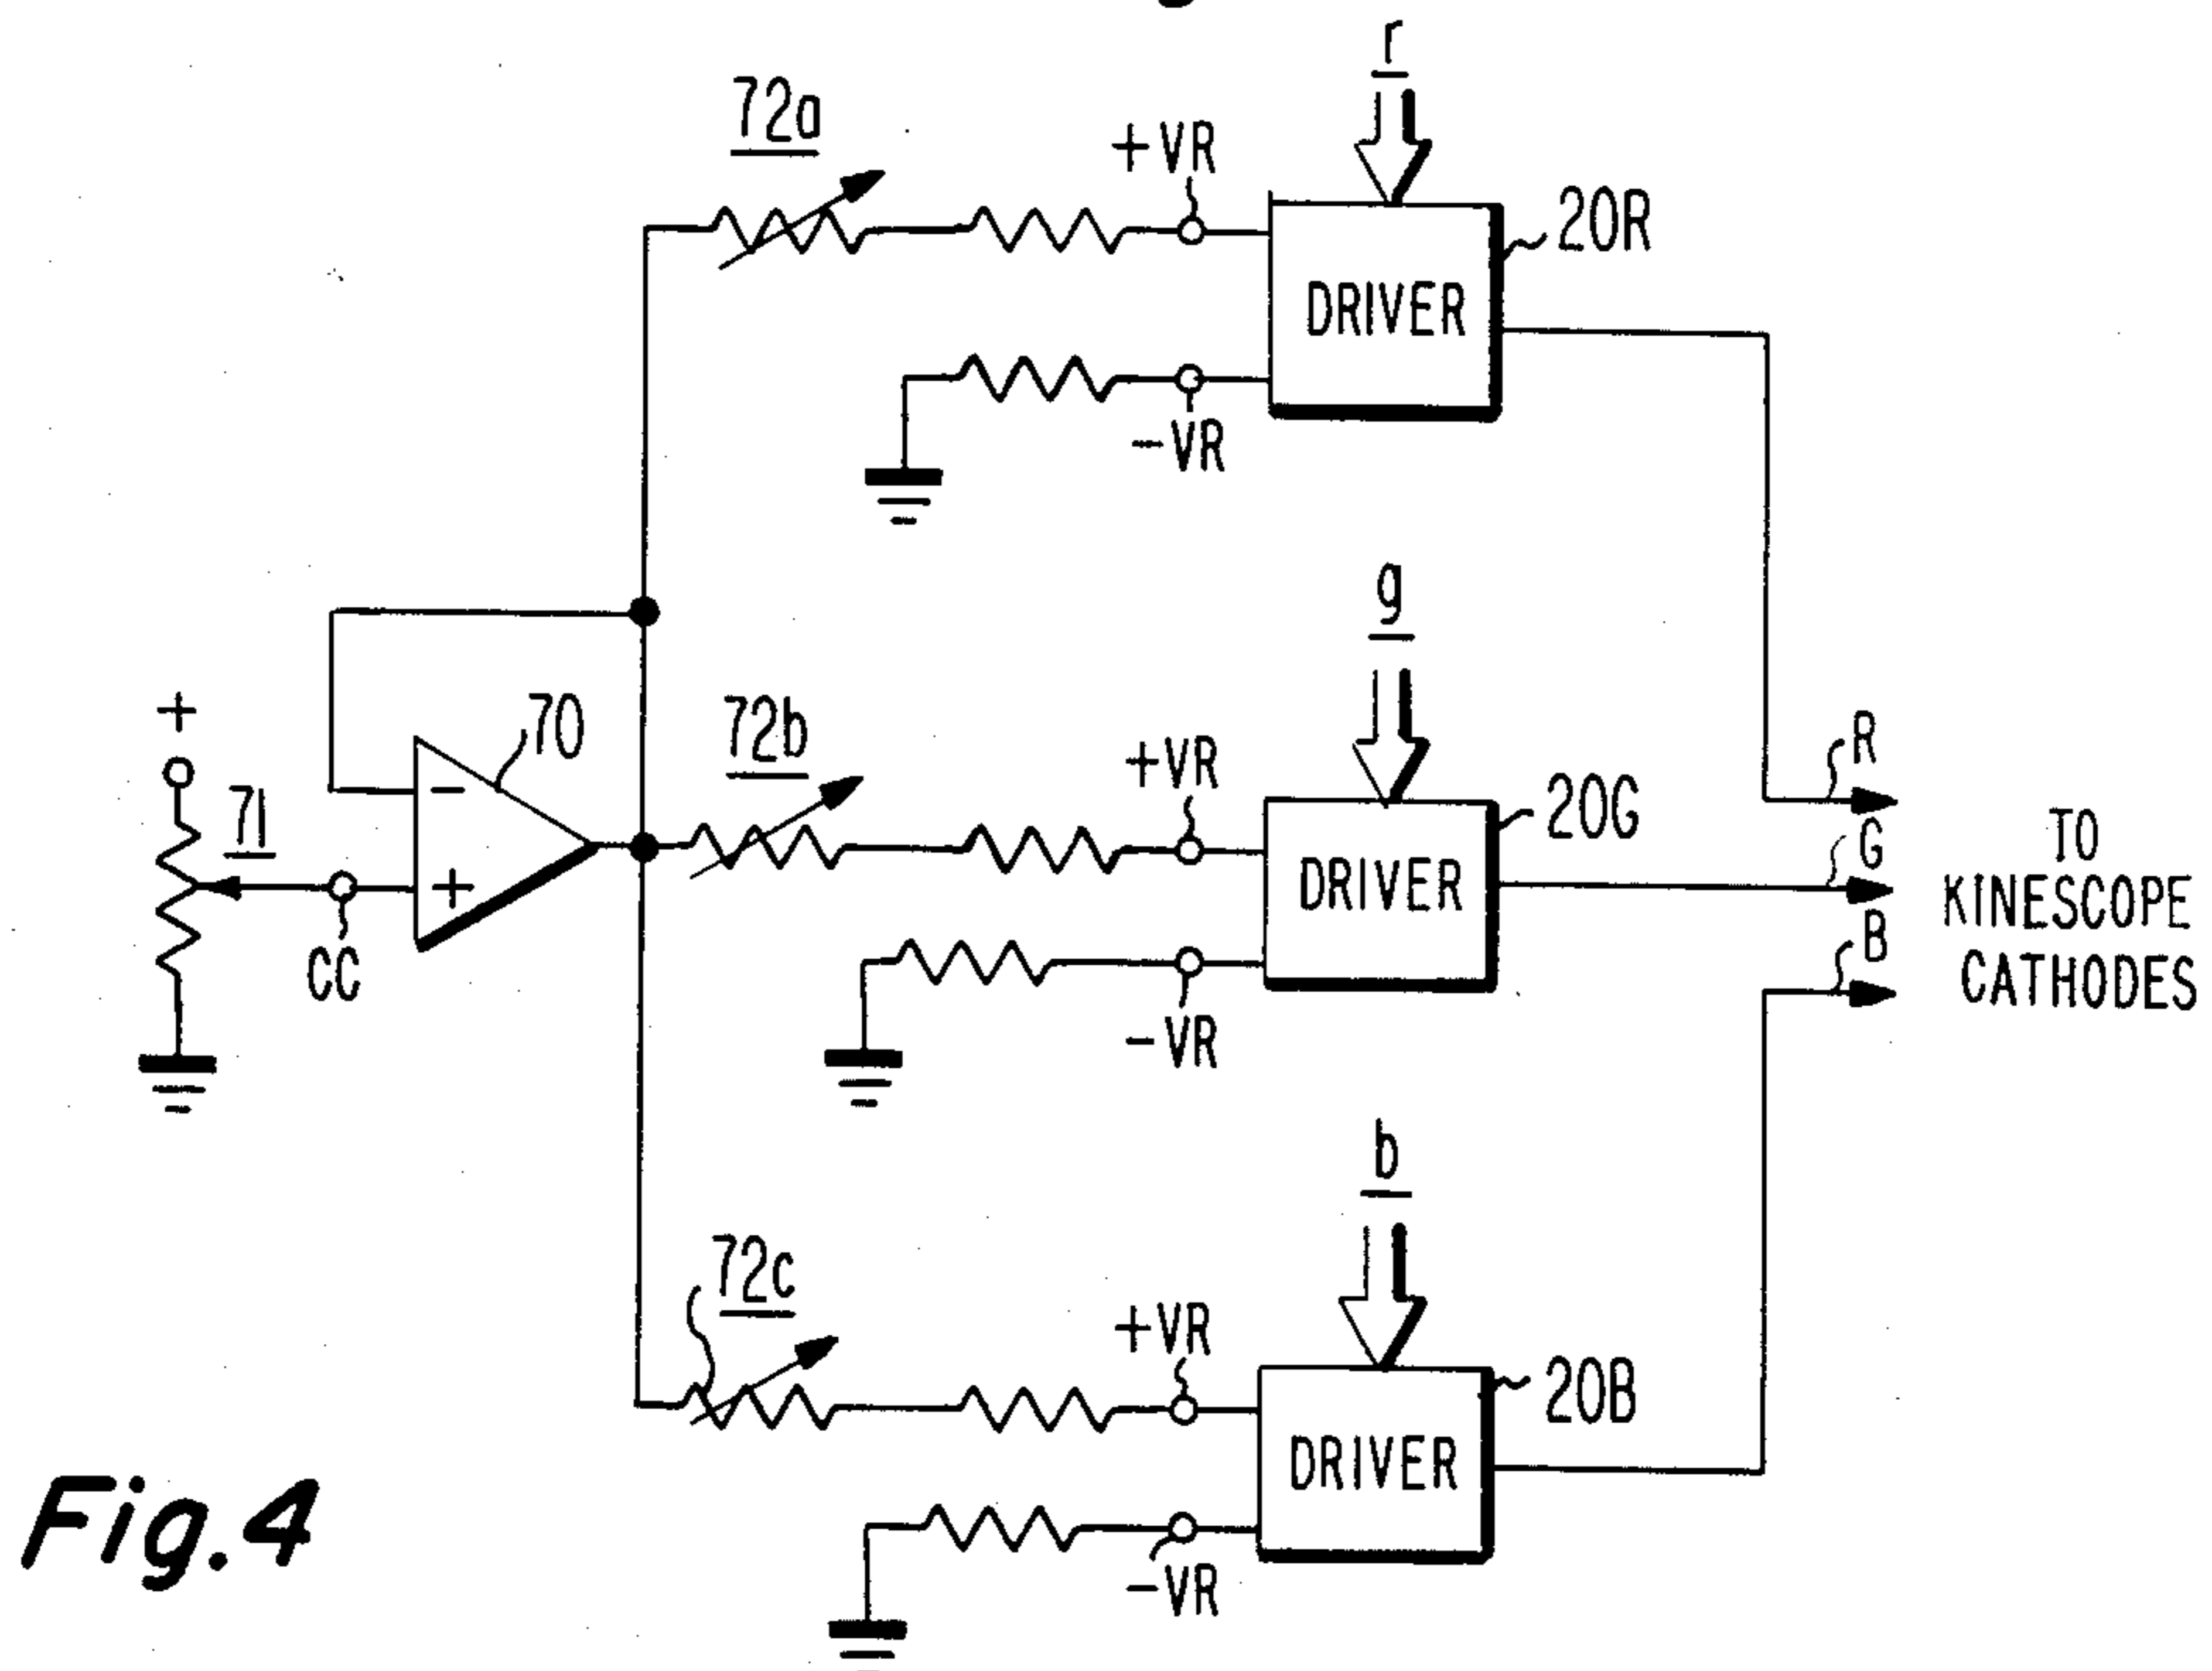 r
72a
+VR
20R
DRIVER
-VR
g
+
70
72b
+VR
20G
R
71
-
DRIVER
G
TO
KINESCOPE
CATHODES
+
CC
B
-VR
b
72c
+VR
20B
DRIVER
-VR
Fig.4